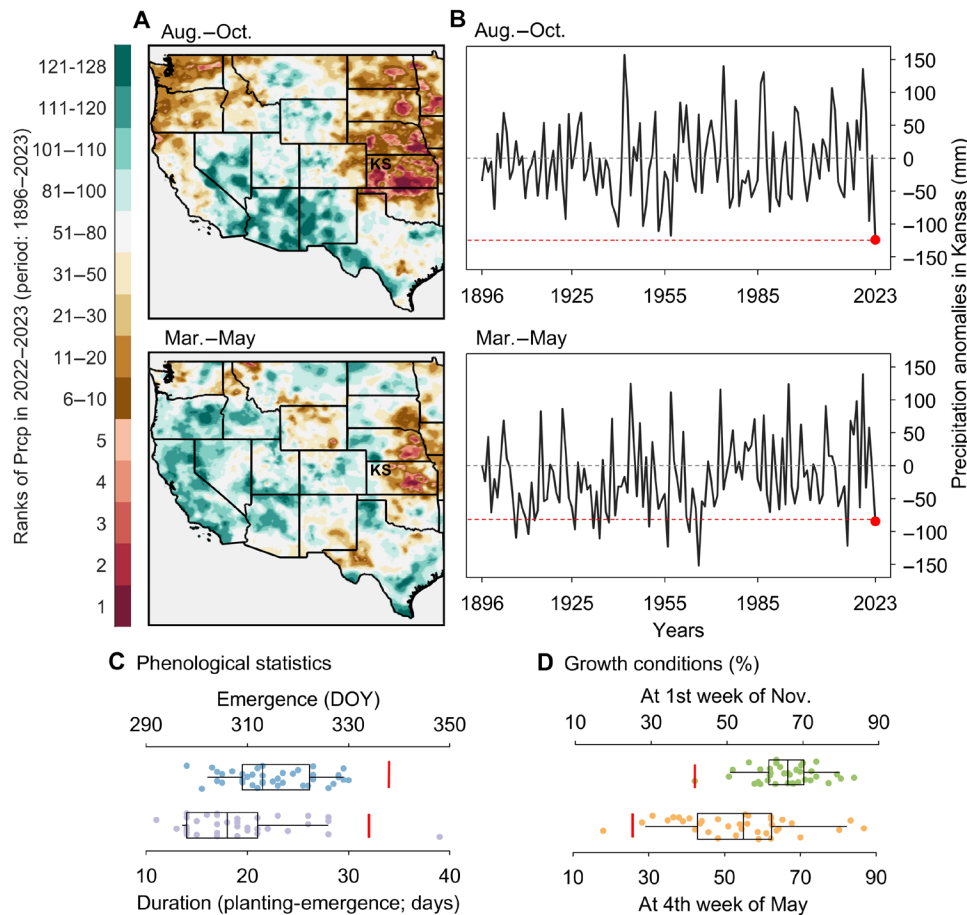 A
Aug.–Oct.
Ranks of Prcp in 2022–2023 (period: 1896–2023)
121-128
111-120
101–110
81–100
51–80
31–50
21–30
11–20
6–10
5
4
3
2
1
KS
Mar.–May
KS
B
Aug.–Oct.
150
100
50
0
−50
−100
−150
1896
1925
1955
1985
2023
Mar.–May
150
100
50
0
−50
−100
−150
1896
1925
1955
1985
2023
Years
Precipitation anomalies in Kansas (mm)
C Phenological statistics
Emergence (DOY)
290 310 330 350
10 20 30 40
Duration (planting-emergence; days)
D Growth conditions (%)
At 1st week of Nov.
10 30 50 70 90
10 30 50 70 90
At 4th week of May